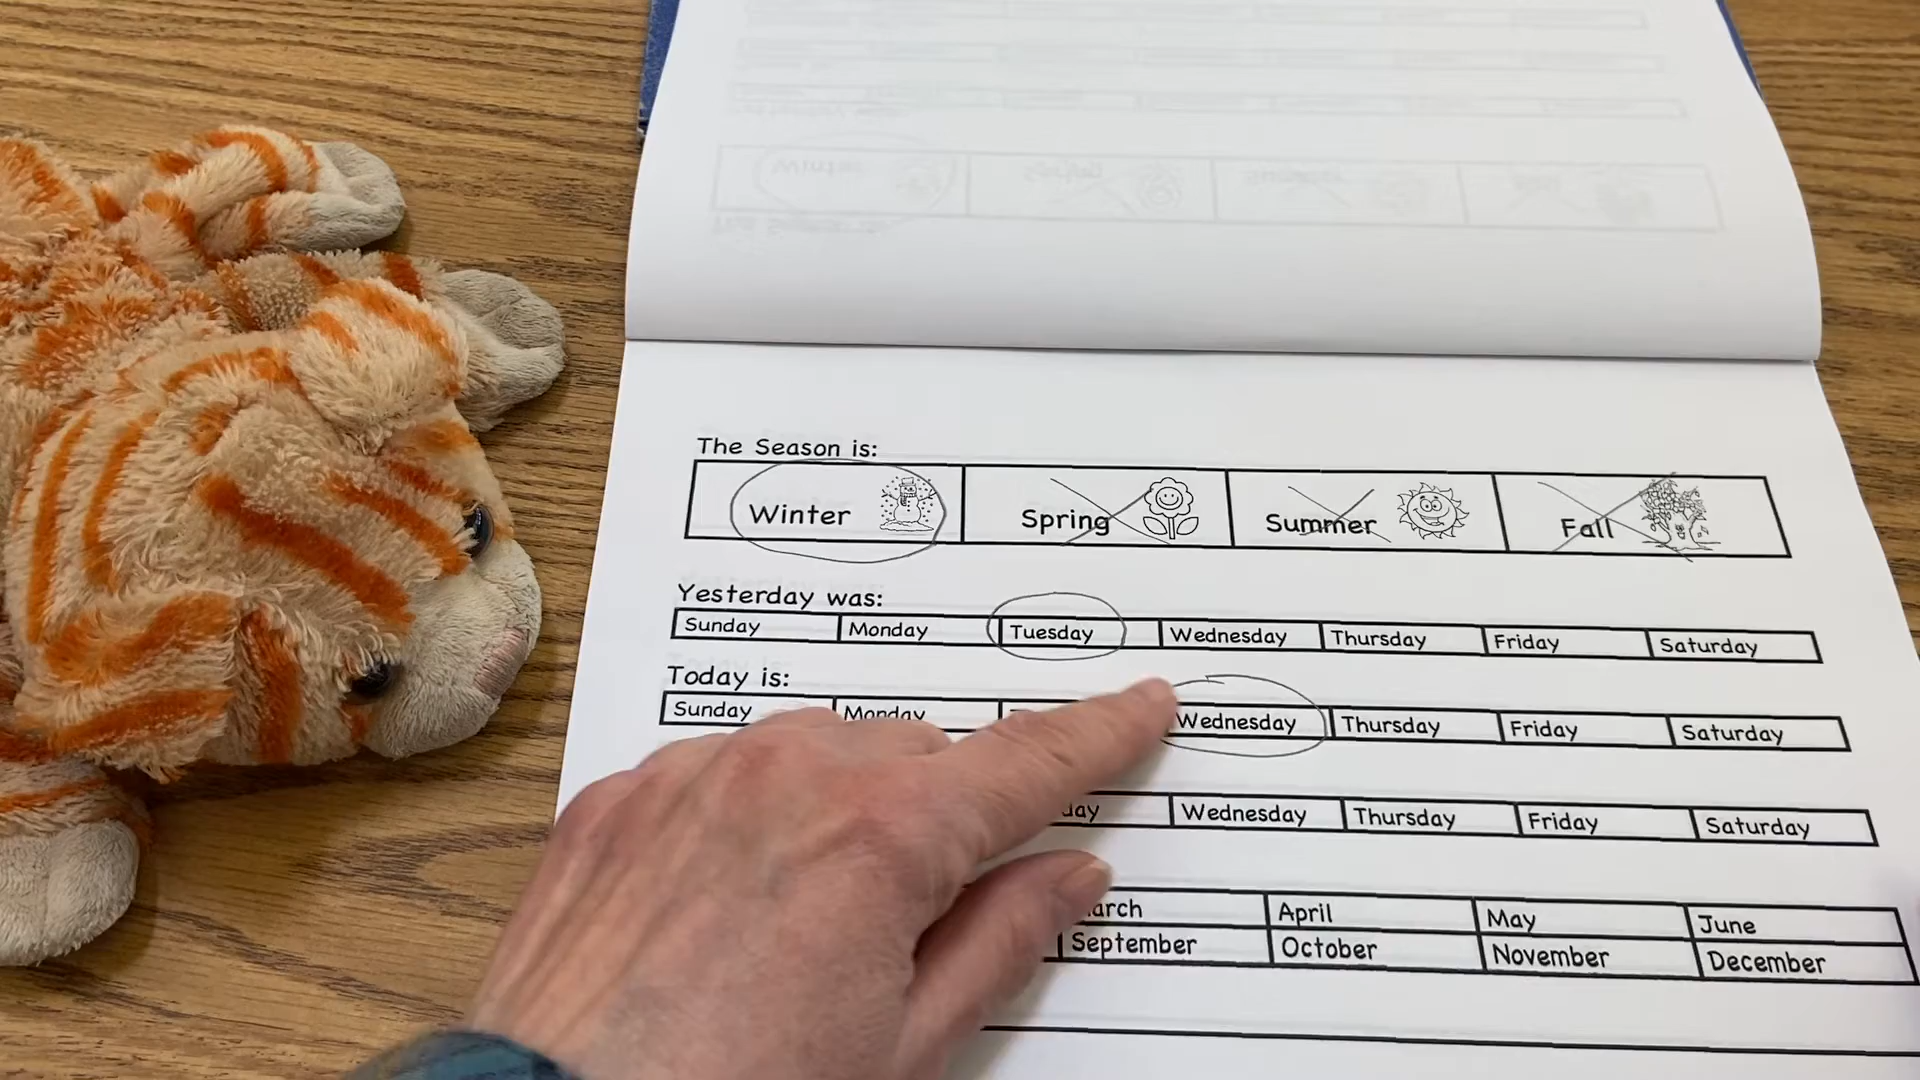 The Season is:
Winter Spring Summer Fall
Yesterday was:
Sunday Monday Tuesday Wednesday Thursday Friday Saturday
Today is:
Sunday Monday Wednesday Thursday Friday Saturday
Wednesday Thursday Friday Saturday
April May June
September October November December